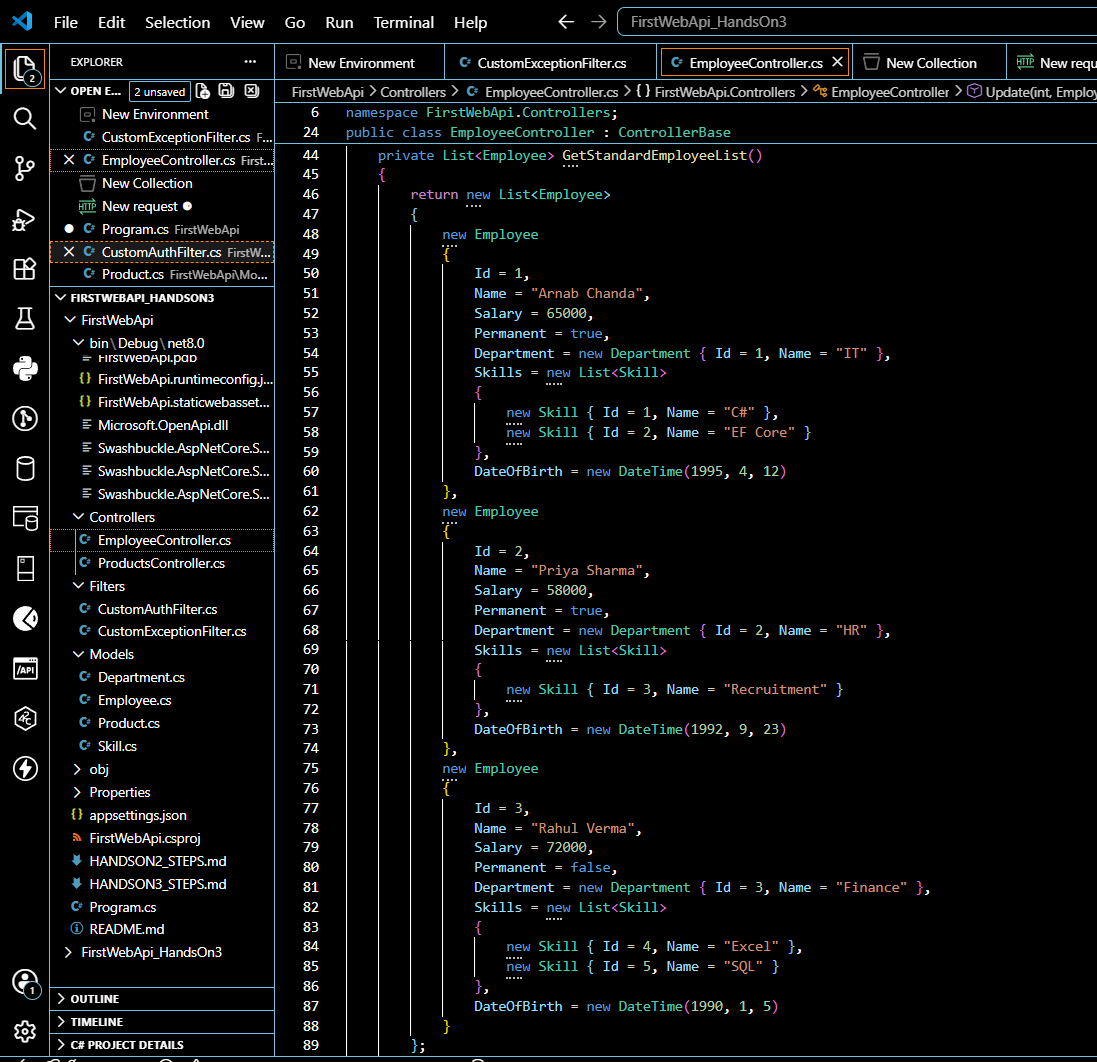 File Edit Selection View Go Run Terminal Help
FirstWebApi_HandsOn3
EXPLORER
New Environment
CustomExceptionFilter.cs
EmployeeController.cs
New Collection
New requ
OPEN E... 2 unsaved
New Environment
CustomExceptionFilter.cs F...
EmployeeController.cs First...
New Collection
New request
Program.cs FirstWebApi
CustomAuthFilter.cs FirstW...
Product.cs FirstWebApi\Mo...
FIRSTWEBAPI_HANDSON3
FirstWebApi
bin\Debug\net8.0
FirstWebApi.pdb
FirstWebApi.runtimeconfig.j...
FirstWebApi.staticwebasset...
Microsoft.OpenApi.dll
Swashbuckle.AspNetCore.S...
Swashbuckle.AspNetCore.S...
Swashbuckle.AspNetCore.S...
Controllers
EmployeeController.cs
ProductsController.cs
Filters
CustomAuthFilter.cs
CustomExceptionFilter.cs
Models
Department.cs
Employee.cs
Product.cs
Skill.cs
obj
Properties
appsettings.json
FirstWebApi.csproj
HANDSON2_STEPS.md
HANDSON3_STEPS.md
Program.cs
README.md
FirstWebApi_HandsOn3
OUTLINE
TIMELINE
C# PROJECT DETAILS
2
HTTP
/API
1
FirstWebApi > Controllers > EmployeeController.cs > {} FirstWebApi.Controllers > EmployeeController > Update(int, Employ
6 namespace FirstWebApi.Controllers;
24 public class EmployeeController : ControllerBase
44 private List<Employee> GetStandardEmployeeList()
45 {
46 return new List<Employee>
47 {
48 new Employee
49 {
50 Id = 1,
51 Name = "Arnab Chanda",
52 Salary = 65000,
53 Permanent = true,
54 Department = new Department { Id = 1, Name = "IT" },
55 Skills = new List<Skill>
56 {
57 new Skill { Id = 1, Name = "C#" },
58 new Skill { Id = 2, Name = "EF Core" }
59 },
60 DateOfBirth = new DateTime(1995, 4, 12)
61 },
62 new Employee
63 {
64 Id = 2,
65 Name = "Priya Sharma",
66 Salary = 58000,
67 Permanent = true,
68 Department = new Department { Id = 2, Name = "HR" },
69 Skills = new List<Skill>
70 {
71 new Skill { Id = 3, Name = "Recruitment" }
72 },
73 DateOfBirth = new DateTime(1992, 9, 23)
74 },
75 new Employee
76 {
77 Id = 3,
78 Name = "Rahul Verma",
79 Salary = 72000,
80 Permanent = false,
81 Department = new Department { Id = 3, Name = "Finance" },
82 Skills = new List<Skill>
83 {
84 new Skill { Id = 4, Name = "Excel" },
85 new Skill { Id = 5, Name = "SQL" }
86 },
87 DateOfBirth = new DateTime(1990, 1, 5)
88 }
89 };